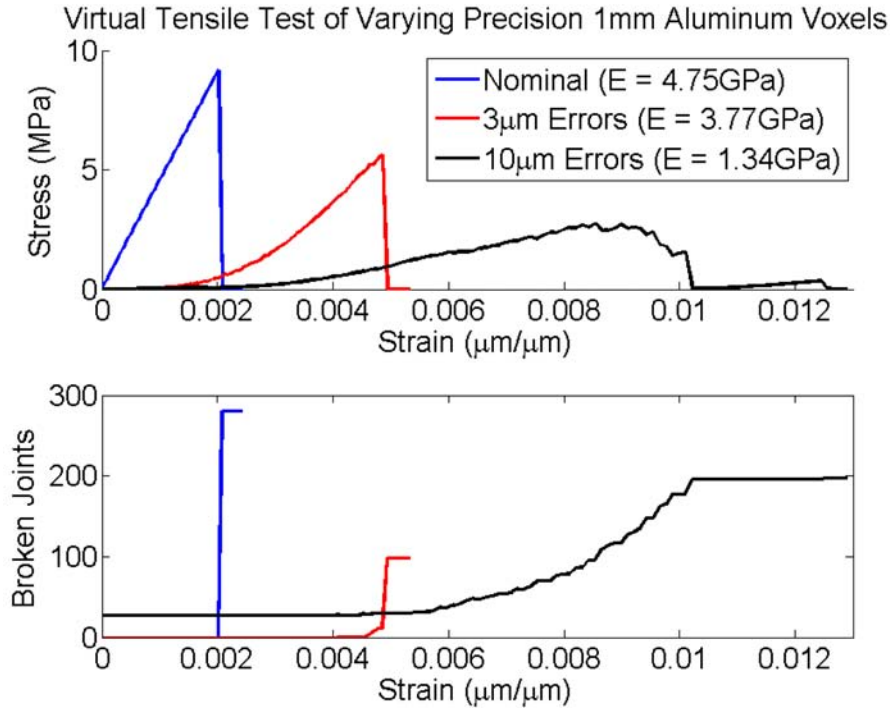 Virtual Tensile Test of Varying Precision 1mm Aluminum Voxels
10
5
0
Stress (MPa)
Nominal (E = 4.75GPa)
3μm Errors (E = 3.77GPa)
10μm Errors (E = 1.34GPa)
0 0.002 0.004 0.006 0.008 0.01 0.012
Strain (μm/μm)
300
200
100
0
Broken Joints
0 0.002 0.004 0.006 0.008 0.01 0.012
Strain (μm/μm)